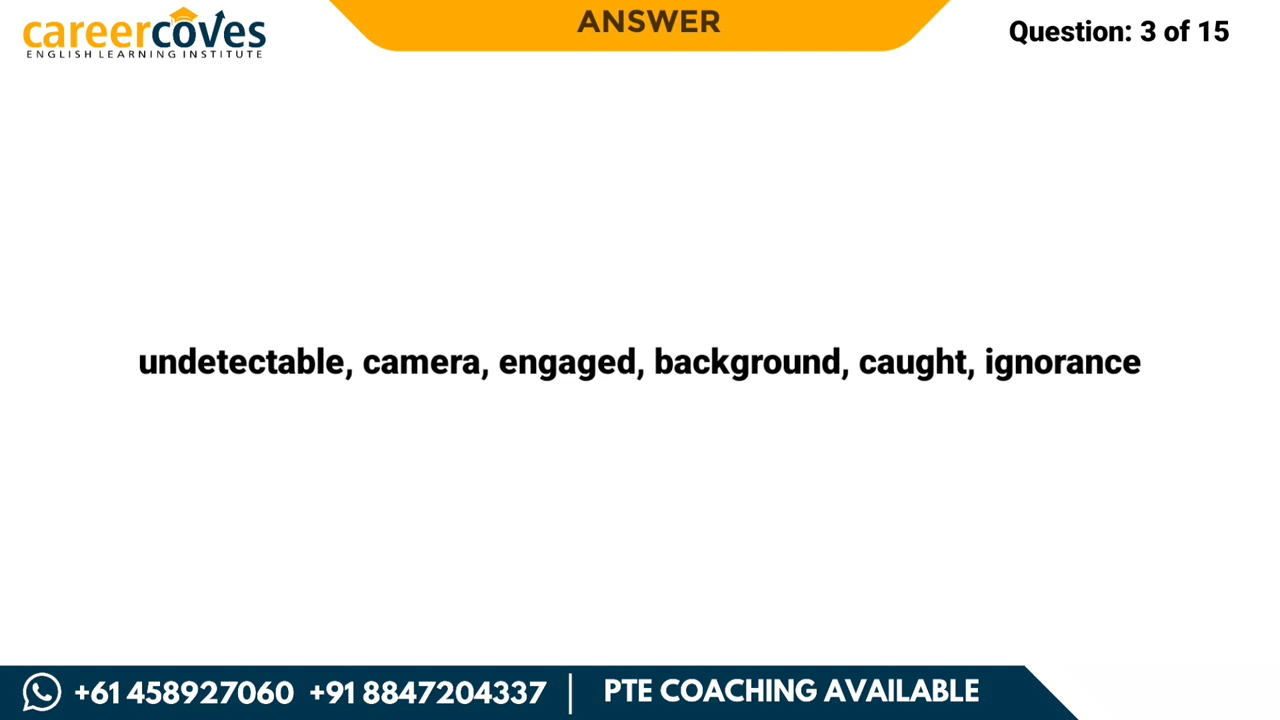 careercoves
ENGLISH LEARNING INSTITUTE
ANSWER
Question: 3 of 15
undetectable, camera, engaged, background, caught, ignorance
+61 458927060 +91 8847204337 | PTE COACHING AVAILABLE